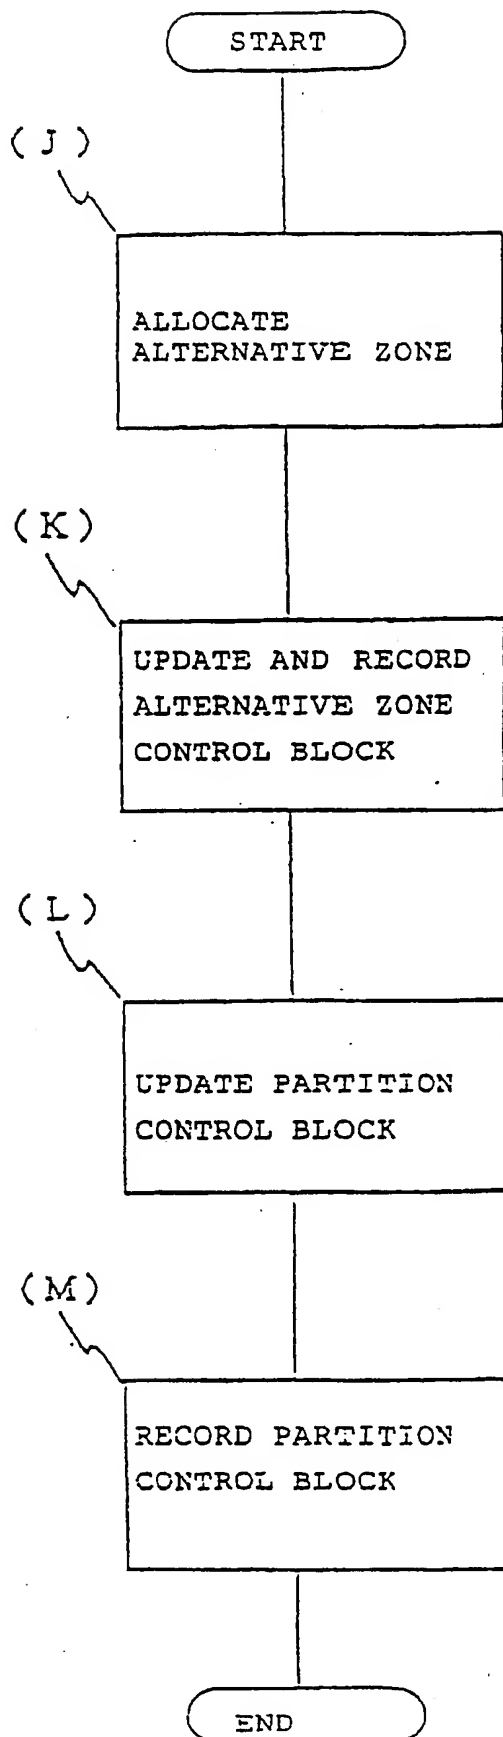 START
(J)
ALLOCATE
ALTERNATIVE ZONE
(K)
UPDATE AND RECORD
ALTERNATIVE ZONE
CONTROL BLOCK
(L)
UPDATE PARTITION
CONTROL BLOCK
(M)
RECORD PARTITION
CONTROL BLOCK
END